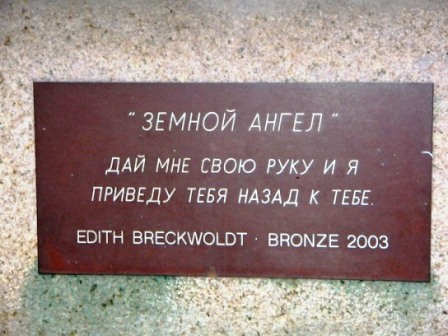 "ЗЕМНОЙ АНГЕЛ"
ДАЙ МНЕ СВОЮ РУКУ И Я
ПРИВЕДУ ТЕБЯ НАЗАД К ТЕБЕ.
EDITH BRECKWOLDT · BRONZE 2003